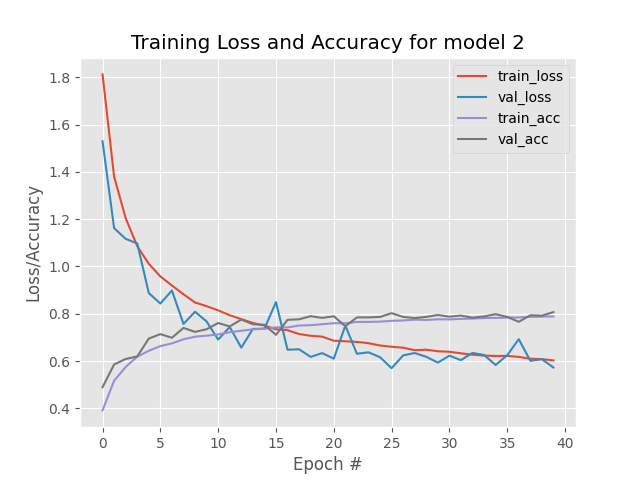 Training Loss and Accuracy for model 2
train_loss
val_loss
train_acc
val_acc
Loss/Accuracy
1.8
1.6
1.4
1.2
1.0
0.8
0.6
0.4
0 5 10 15 20 25 30 35 40
Epoch #